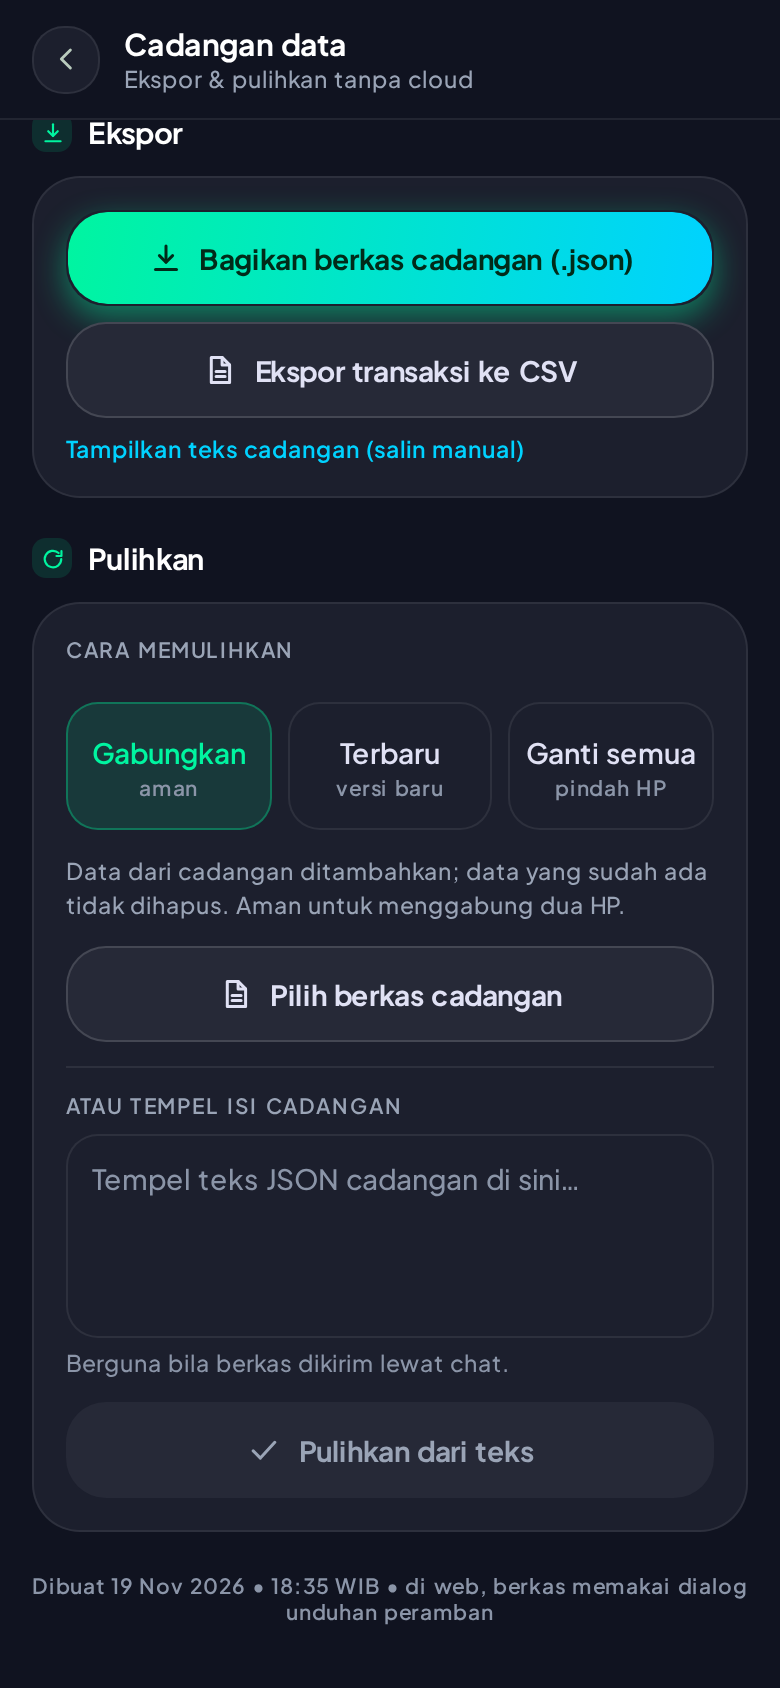 Cadangan data
Ekspor & pulihkan tanpa cloud
Ekspor
Bagikan berkas cadangan (.json)
Ekspor transaksi ke CSV
Tampilkan teks cadangan (salin manual)
Pulihkan
CARA MEMULIHKAN
Gabungkan
aman
Terbaru
versi baru
Ganti semua
pindah HP
Data dari cadangan ditambahkan; data yang sudah ada
tidak dihapus. Aman untuk menggabung dua HP.
Pilih berkas cadangan
ATAU TEMPEL ISI CADANGAN
Tempel teks JSON cadangan di sini…
Berguna bila berkas dikirim lewat chat.
Pulihkan dari teks
Dibuat 19 Nov 2026 • 18:35 WIB • di web, berkas memakai dialog
unduhan peramban